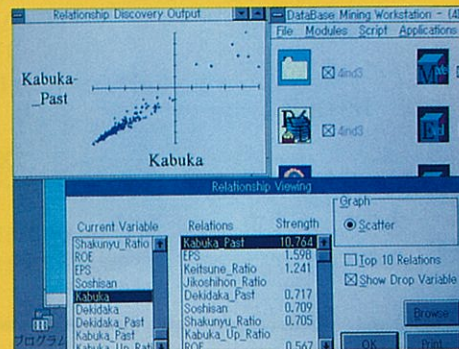 Relationship Discovery Output
Kabuka-
_Past
Kabuka
DataBase Mining Workstation - (4
File Modules Script Applications
4ind3
4ind3
Relationship Viewing
Current Variable
Shakunyu_Ratio
ROE
EPS
Soshisan
Kabuka
Dekidaka
Dekidaka_Past
Kabuka_Past
Kabuka_Up_Rati
Relations Strength
Kabuka_Past 10.764
EPS 1.598
Keitsune_Ratio 1.241
Jikoshihon_Ratio
Dekidaka_Past 0.717
Soshisan 0.709
Shakunyu_Ratio 0.705
Kabuka_Up_Ratio
ROE 0.567
Graph
Scatter
Top 10 Relations
Show Drop Variable
Browse
OK
Print
プログラム